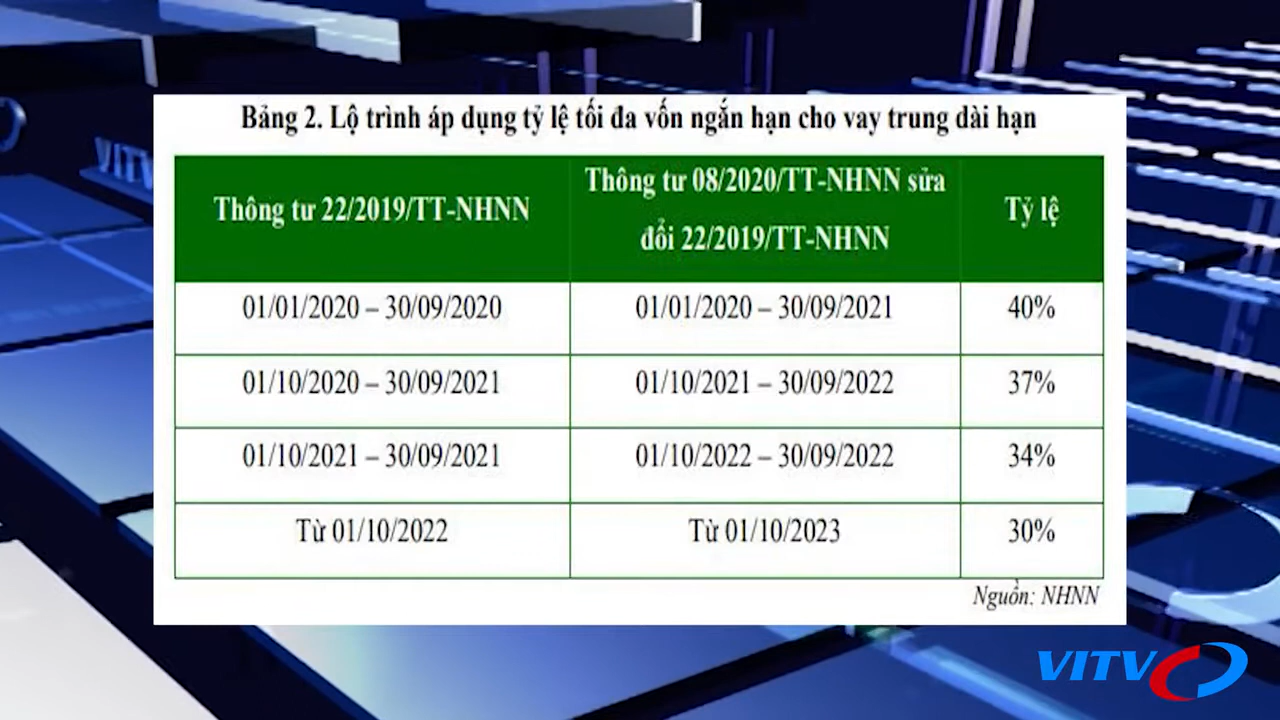 Bảng 2. Lộ trình áp dụng tỷ lệ tối đa vốn ngắn hạn cho vay trung dài hạn
Thông tư 22/2019/TT-NHNN
Thông tư 08/2020/TT-NHNN sửa
đổi 22/2019/TT-NHNN
Tỷ lệ
01/01/2020 – 30/09/2020
01/01/2020 – 30/09/2021
40%
01/10/2020 – 30/09/2021
01/10/2021 – 30/09/2022
37%
01/10/2021 – 30/09/2021
01/10/2022 – 30/09/2022
34%
Từ 01/10/2022
Từ 01/10/2023
30%
Nguồn: NHNN
VITV
VITV